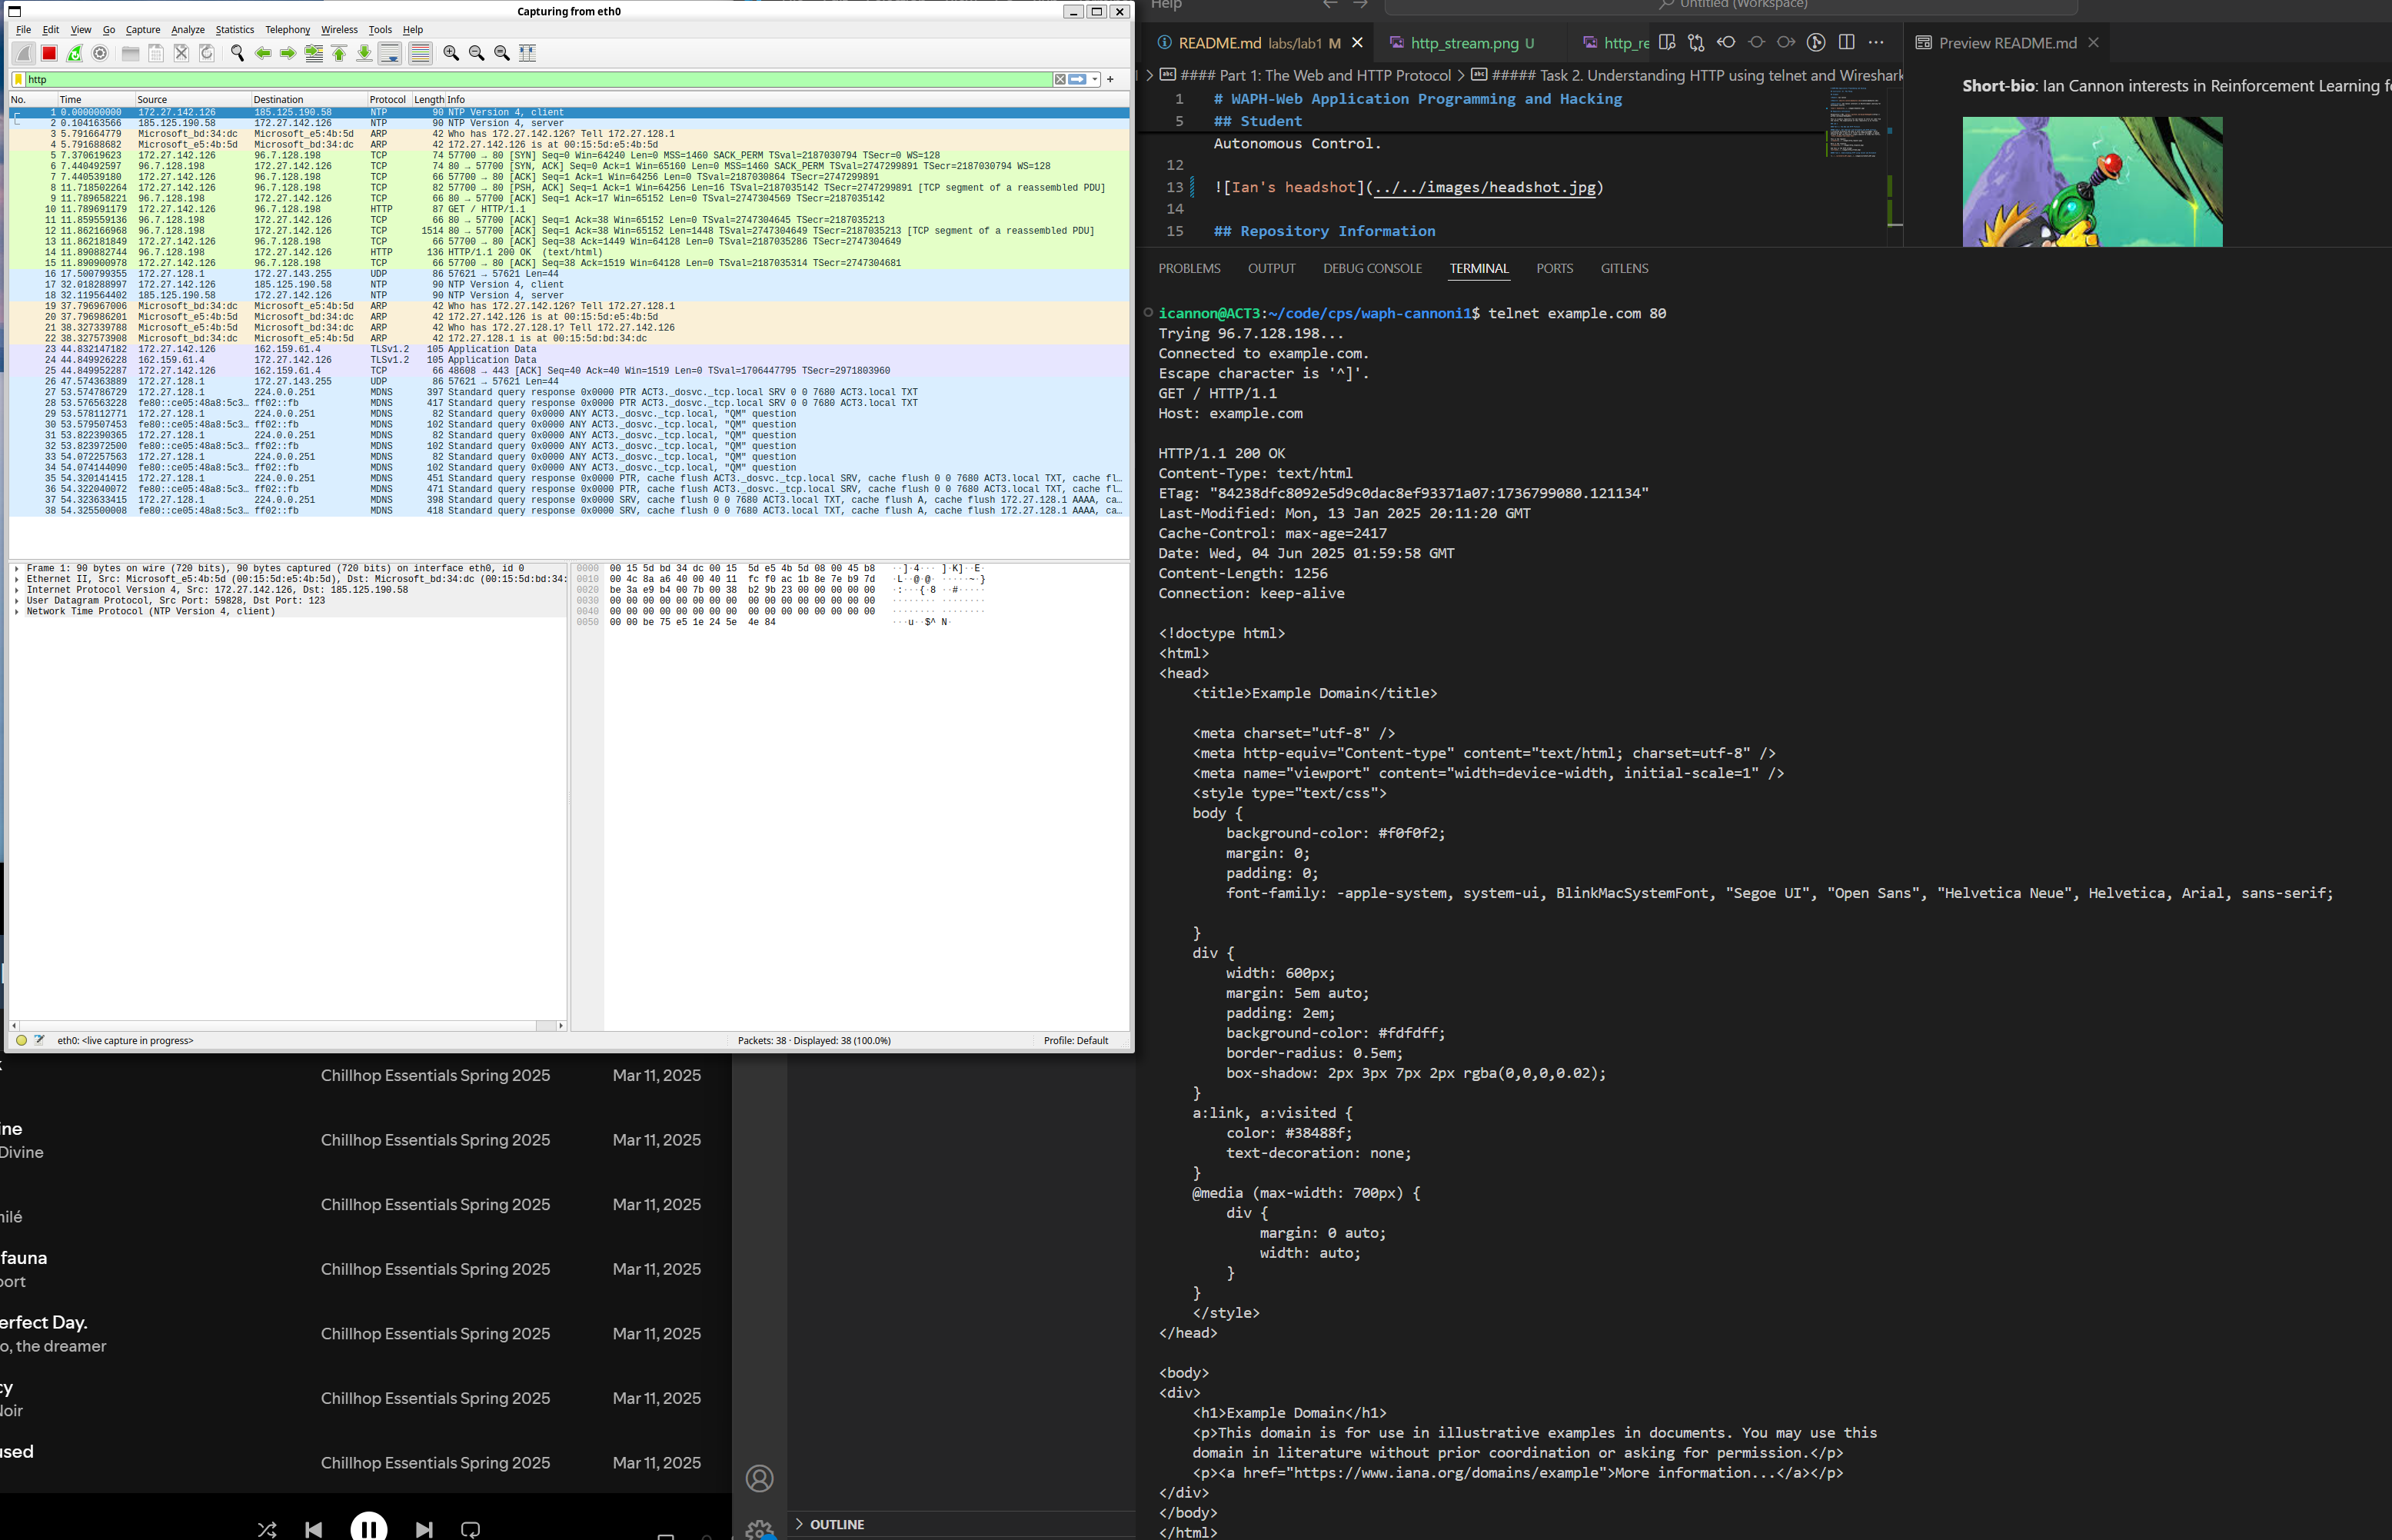 Capturing from eth0
File Edit View Go Capture Analyze Statistics Telephony Wireless Tools Help
http
No. Time Source Destination Protocol Length Info
1 0.000000000 172.27.142.126 185.125.190.58 NTP 90 NTP Version 4, client
2 0.104163566 185.125.190.58 172.27.142.126 NTP 90 NTP Version 4, server
3 5.791664779 Microsoft_bd:34:dc Microsoft_e5:4b:5d ARP 42 Who has 172.27.142.126? Tell 172.27.128.1
4 5.791688682 Microsoft_e5:4b:5d Microsoft_bd:34:dc ARP 42 172.27.142.126 is at 00:15:5d:e5:4b:5d
5 7.370619623 172.27.142.126 96.7.128.198 TCP 74 57700 → 80 [SYN] Seq=0 Win=64240 Len=0 MSS=1460 SACK_PERM TSval=2187030794 TSecr=0 WS=128
6 7.440492597 96.7.128.198 172.27.142.126 TCP 74 80 → 57700 [SYN, ACK] Seq=0 Ack=1 Win=65160 Len=0 MSS=1460 SACK_PERM TSval=2747299891 TSecr=2187030794 WS=128
7 7.440539180 172.27.142.126 96.7.128.198 TCP 66 57700 → 80 [ACK] Seq=1 Ack=1 Win=64256 Len=0 TSval=2187030864 TSecr=2747299891
8 11.718502264 172.27.142.126 96.7.128.198 TCP 82 57700 → 80 [PSH, ACK] Seq=1 Ack=1 Win=64256 Len=16 TSval=2187035142 TSecr=2747299891 [TCP segment of a reassembled PDU]
9 11.789658221 96.7.128.198 172.27.142.126 TCP 66 80 → 57700 [ACK] Seq=1 Ack=17 Win=65152 Len=0 TSval=2747304569 TSecr=2187035142
10 11.789691179 172.27.142.126 96.7.128.198 HTTP 87 GET / HTTP/1.1
11 11.859559136 96.7.128.198 172.27.142.126 TCP 66 80 → 57700 [ACK] Seq=1 Ack=38 Win=65152 Len=0 TSval=2747304645 TSecr=2187035213
12 11.862166968 96.7.128.198 172.27.142.126 TCP 1514 80 → 57700 [ACK] Seq=1 Ack=38 Win=65152 Len=1448 TSval=2747304649 TSecr=2187035213 [TCP segment of a reassembled PDU]
13 11.862181849 172.27.142.126 96.7.128.198 TCP 66 57700 → 80 [ACK] Seq=38 Ack=1449 Win=64128 Len=0 TSval=2187035286 TSecr=2747304649
14 11.890882744 96.7.128.198 172.27.142.126 HTTP 136 HTTP/1.1 200 OK (text/html)
15 11.890900978 172.27.142.126 96.7.128.198 TCP 66 57700 → 80 [ACK] Seq=38 Ack=1519 Win=64128 Len=0 TSval=2187035314 TSecr=2747304681
16 17.500799355 172.27.128.1 172.27.143.255 UDP 86 57621 → 57621 Len=44
17 32.018288997 172.27.142.126 185.125.190.58 NTP 90 NTP Version 4, client
18 32.119564402 185.125.190.58 172.27.142.126 NTP 90 NTP Version 4, server
19 37.796967006 Microsoft_bd:34:dc Microsoft_e5:4b:5d ARP 42 Who has 172.27.142.126? Tell 172.27.128.1
20 37.796986201 Microsoft_e5:4b:5d Microsoft_bd:34:dc ARP 42 172.27.142.126 is at 00:15:5d:e5:4b:5d
21 38.327339788 Microsoft_e5:4b:5d Microsoft_bd:34:dc ARP 42 Who has 172.27.128.1? Tell 172.27.142.126
22 38.327573908 Microsoft_bd:34:dc Microsoft_e5:4b:5d ARP 42 172.27.128.1 is at 00:15:5d:bd:34:dc
23 44.832147182 172.27.142.126 162.159.61.4 TLSv1.2 105 Application Data
24 44.849926228 162.159.61.4 172.27.142.126 TLSv1.2 105 Application Data
25 44.849952287 172.27.142.126 162.159.61.4 TCP 66 48608 → 443 [ACK] Seq=40 Ack=40 Win=1519 Len=0 TSval=1706447795 TSecr=2971803960
26 47.574363889 172.27.128.1 172.27.143.255 UDP 86 57621 → 57621 Len=44
27 53.574786729 172.27.128.1 224.0.0.251 MDNS 397 Standard query response 0x0000 PTR ACT3._dosvc._tcp.local SRV 0 0 7680 ACT3.local TXT
28 53.576563228 fe80::ce05:48a8:5c3… ff02::fb MDNS 417 Standard query response 0x0000 PTR ACT3._dosvc._tcp.local SRV 0 0 7680 ACT3.local TXT
29 53.578112771 172.27.128.1 224.0.0.251 MDNS 82 Standard query 0x0000 ANY ACT3._dosvc._tcp.local, "QM" question
30 53.579507453 fe80::ce05:48a8:5c3… ff02::fb MDNS 102 Standard query 0x0000 ANY ACT3._dosvc._tcp.local, "QM" question
31 53.822390365 172.27.128.1 224.0.0.251 MDNS 82 Standard query 0x0000 ANY ACT3._dosvc._tcp.local, "QM" question
32 53.823972500 fe80::ce05:48a8:5c3… ff02::fb MDNS 102 Standard query 0x0000 ANY ACT3._dosvc._tcp.local, "QM" question
33 54.072257563 172.27.128.1 224.0.0.251 MDNS 82 Standard query 0x0000 ANY ACT3._dosvc._tcp.local, "QM" question
34 54.074144090 fe80::ce05:48a8:5c3… ff02::fb MDNS 102 Standard query 0x0000 ANY ACT3._dosvc._tcp.local, "QM" question
35 54.320141415 172.27.128.1 224.0.0.251 MDNS 451 Standard query response 0x0000 PTR, cache flush ACT3._dosvc._tcp.local SRV, cache flush 0 0 7680 ACT3.local TXT, cache fl…
36 54.322040072 fe80::ce05:48a8:5c3… ff02::fb MDNS 471 Standard query response 0x0000 PTR, cache flush ACT3._dosvc._tcp.local SRV, cache flush 0 0 7680 ACT3.local TXT, cache fl…
37 54.323633415 172.27.128.1 224.0.0.251 MDNS 398 Standard query response 0x0000 SRV, cache flush 0 0 7680 ACT3.local TXT, cache flush A, cache flush 172.27.128.1 AAAA, ca…
38 54.325500008 fe80::ce05:48a8:5c3… ff02::fb MDNS 418 Standard query response 0x0000 SRV, cache flush 0 0 7680 ACT3.local TXT, cache flush A, cache flush 172.27.128.1 AAAA, ca…
Frame 1: 90 bytes on wire (720 bits), 90 bytes captured (720 bits) on interface eth0, id 0
Ethernet II, Src: Microsoft_e5:4b:5d (00:15:5d:e5:4b:5d), Dst: Microsoft_bd:34:dc (00:15:5d:bd:34:
Internet Protocol Version 4, Src: 172.27.142.126, Dst: 185.125.190.58
User Datagram Protocol, Src Port: 59828, Dst Port: 123
Network Time Protocol (NTP Version 4, client)
0000 00 15 5d bd 34 dc 00 15 5d e5 4b 5d 08 00 45 b8 ··]·4··· ]·K]··E·
0010 00 4c 8a a6 40 00 40 11 fc f0 ac 1b 8e 7e b9 7d ·L··@·@· ·····~·}
0020 be 3a e9 b4 00 7b 00 38 b2 9b 23 00 00 00 00 00 ·:···{·8 ··#·····
0030 00 00 00 00 00 00 00 00 00 00 00 00 00 00 00 00 ········ ········
0040 00 00 00 00 00 00 00 00 00 00 00 00 00 00 00 00 ········ ········
0050 00 00 be 75 e5 1e 24 5e 4e 84 ···u··$^ N·
eth0: <live capture in progress>
Packets: 38 · Displayed: 38 (100.0%)
Profile: Default
Help
Untitled (Workspace)
README.md labs/lab1 M
http_stream.png U
http_re
Preview README.md
#### Part 1: The Web and HTTP Protocol > ##### Task 2. Understanding HTTP using telnet and Wireshark
1 # WAPH-Web Application Programming and Hacking
5 ## Student
Autonomous Control.
12
13 ![Ian's headshot](../../images/headshot.jpg)
14
15 ## Repository Information
Short-bio: Ian Cannon interests in Reinforcement Learning f
PROBLEMS OUTPUT DEBUG CONSOLE TERMINAL PORTS GITLENS
icannon@ACT3:~/code/cps/waph-cannoni1$ telnet example.com 80
Trying 96.7.128.198...
Connected to example.com.
Escape character is '^]'.
GET / HTTP/1.1
Host: example.com
HTTP/1.1 200 OK
Content-Type: text/html
ETag: "84238dfc8092e5d9c0dac8ef93371a07:1736799080.121134"
Last-Modified: Mon, 13 Jan 2025 20:11:20 GMT
Cache-Control: max-age=2417
Date: Wed, 04 Jun 2025 01:59:58 GMT
Content-Length: 1256
Connection: keep-alive
<!doctype html>
<html>
<head>
<title>Example Domain</title>
<meta charset="utf-8" />
<meta http-equiv="Content-type" content="text/html; charset=utf-8" />
<meta name="viewport" content="width=device-width, initial-scale=1" />
<style type="text/css">
body {
background-color: #f0f0f2;
margin: 0;
padding: 0;
font-family: -apple-system, system-ui, BlinkMacSystemFont, "Segoe UI", "Open Sans", "Helvetica Neue", Helvetica, Arial, sans-serif;
}
div {
width: 600px;
margin: 5em auto;
padding: 2em;
background-color: #fdfdff;
border-radius: 0.5em;
box-shadow: 2px 3px 7px 2px rgba(0,0,0,0.02);
}
a:link, a:visited {
color: #38488f;
text-decoration: none;
}
@media (max-width: 700px) {
div {
margin: 0 auto;
width: auto;
}
}
</style>
</head>
<body>
<div>
<h1>Example Domain</h1>
<p>This domain is for use in illustrative examples in documents. You may use this
domain in literature without prior coordination or asking for permission.</p>
<p><a href="https://www.iana.org/domains/example">More information...</a></p>
</div>
</body>
</html>
Chillhop Essentials Spring 2025 Mar 11, 2025
ine
Divine
Chillhop Essentials Spring 2025 Mar 11, 2025
nilé
Chillhop Essentials Spring 2025 Mar 11, 2025
fauna
port
Chillhop Essentials Spring 2025 Mar 11, 2025
erfect Day.
o, the dreamer
Chillhop Essentials Spring 2025 Mar 11, 2025
cy
Noir
Chillhop Essentials Spring 2025 Mar 11, 2025
used
Chillhop Essentials Spring 2025 Mar 11, 2025
OUTLINE